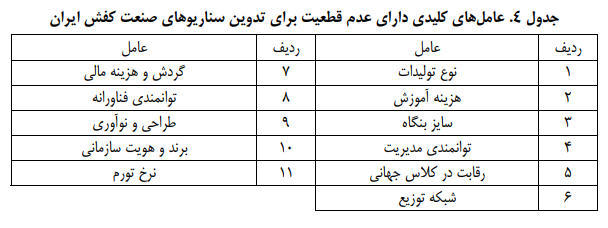 جدول ٤. عامل‌های کلیدی دارای عدم قطعیت برای تدوین سناریوهای صنعت کفش ایران
ردیف عامل ردیف عامل
۱ نوع تولیدات ۷ گردش و هزینه مالی
۲ هزینه آموزش ۸ توانمندی فناورانه
۳ سایز بنگاه ۹ طراحی و نوآوری
۴ توانمندی مدیریت ۱۰ برند و هویت سازمانی
۵ رقابت در کلاس جهانی ۱۱ نرخ تورم
۶ شبکه توزیع